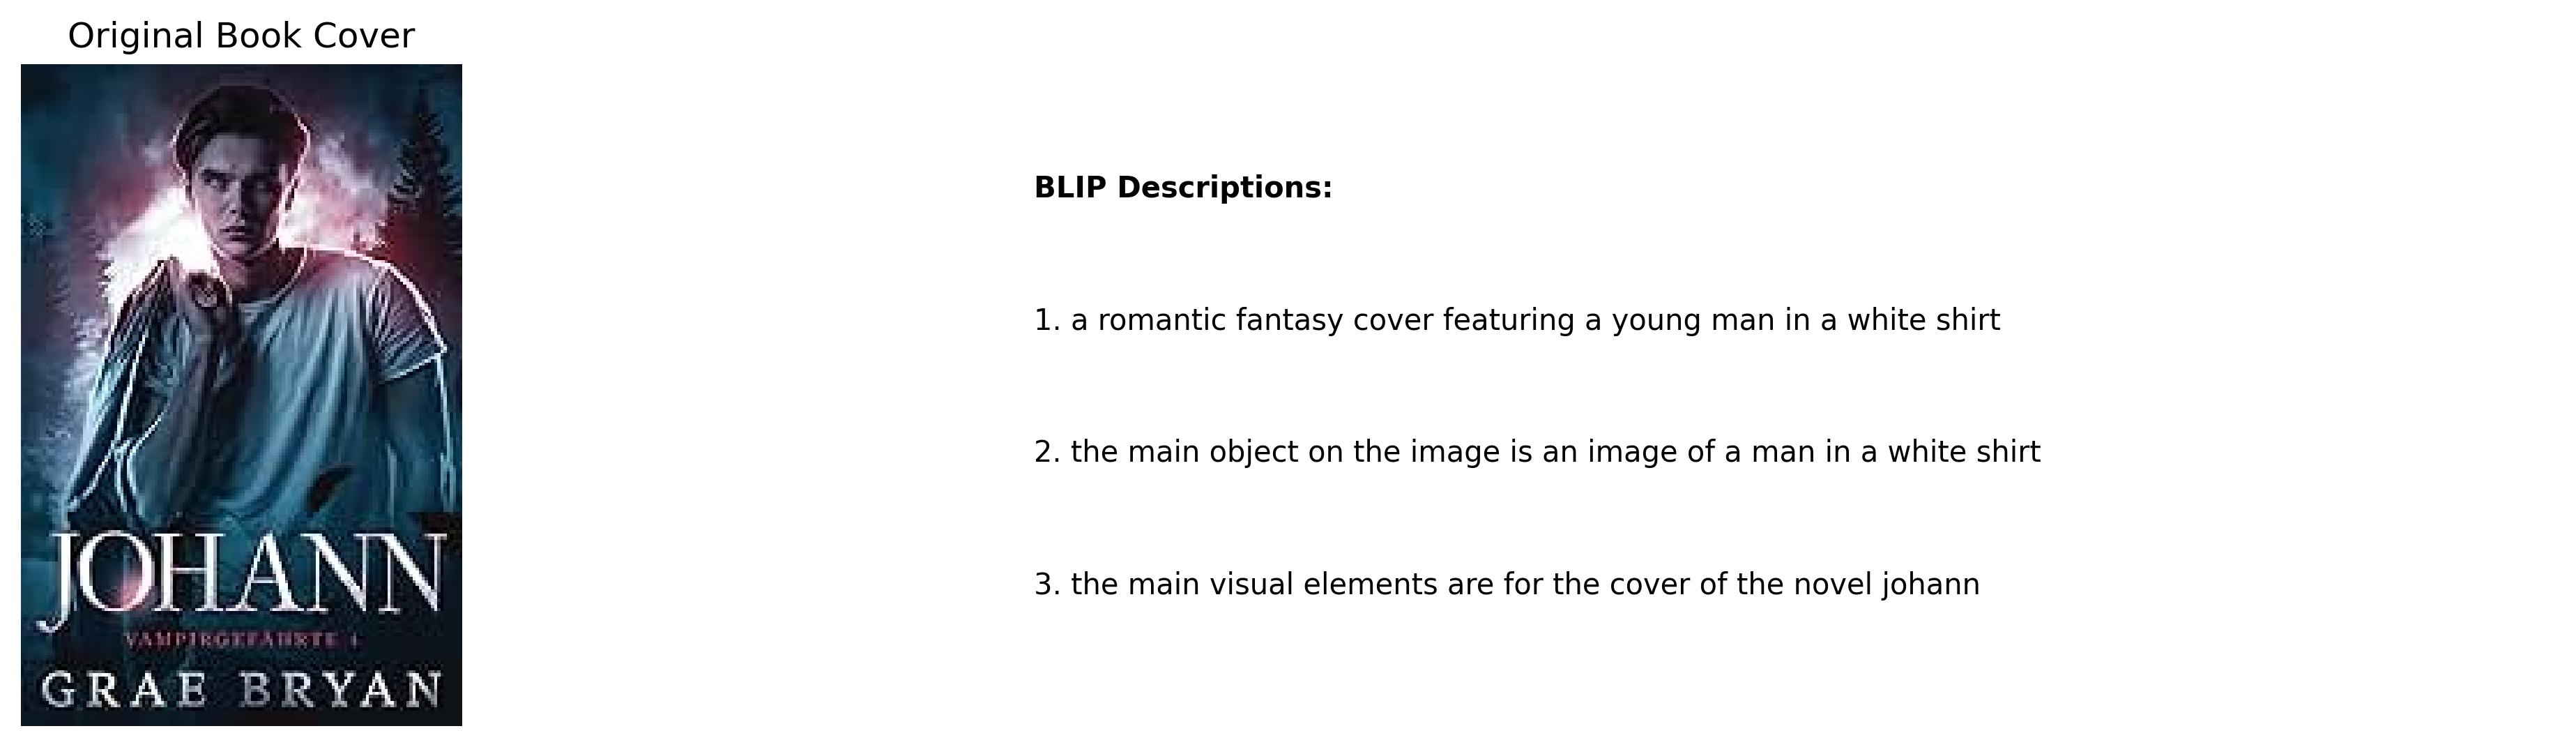 Original Book Cover
JOHANN
VAMPIRGEFÄHRTE
GRAE BRYAN
BLIP Descriptions:
1. a romantic fantasy cover featuring a young man in a white shirt
2. the main object on the image is an image of a man in a white shirt
3. the main visual elements are for the cover of the novel johann